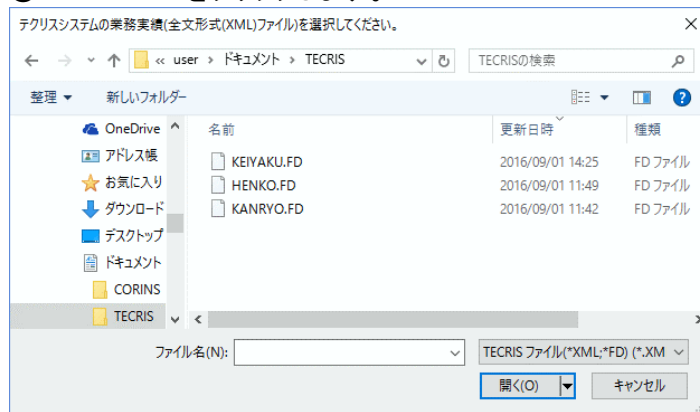 テクリスシステムの業務実績(全文形式(XML)ファイル)を選択してください。
« user › ドキュメント › TECRIS
TECRISの検索
整理 新しいフォルダー
OneDrive
アドレス帳
お気に入り
ダウンロード
デスクトップ
ドキュメント
CORINS
TECRIS
名前 更新日時 種類
KEIYAKU.FD 2016/09/01 14:25 FD ファイル
HENKO.FD 2016/09/01 11:49 FD ファイル
KANRYO.FD 2016/09/01 11:42 FD ファイル
ファイル名(N):
TECRIS ファイル(*XML;*FD) (*.XM
開く(O) キャンセル